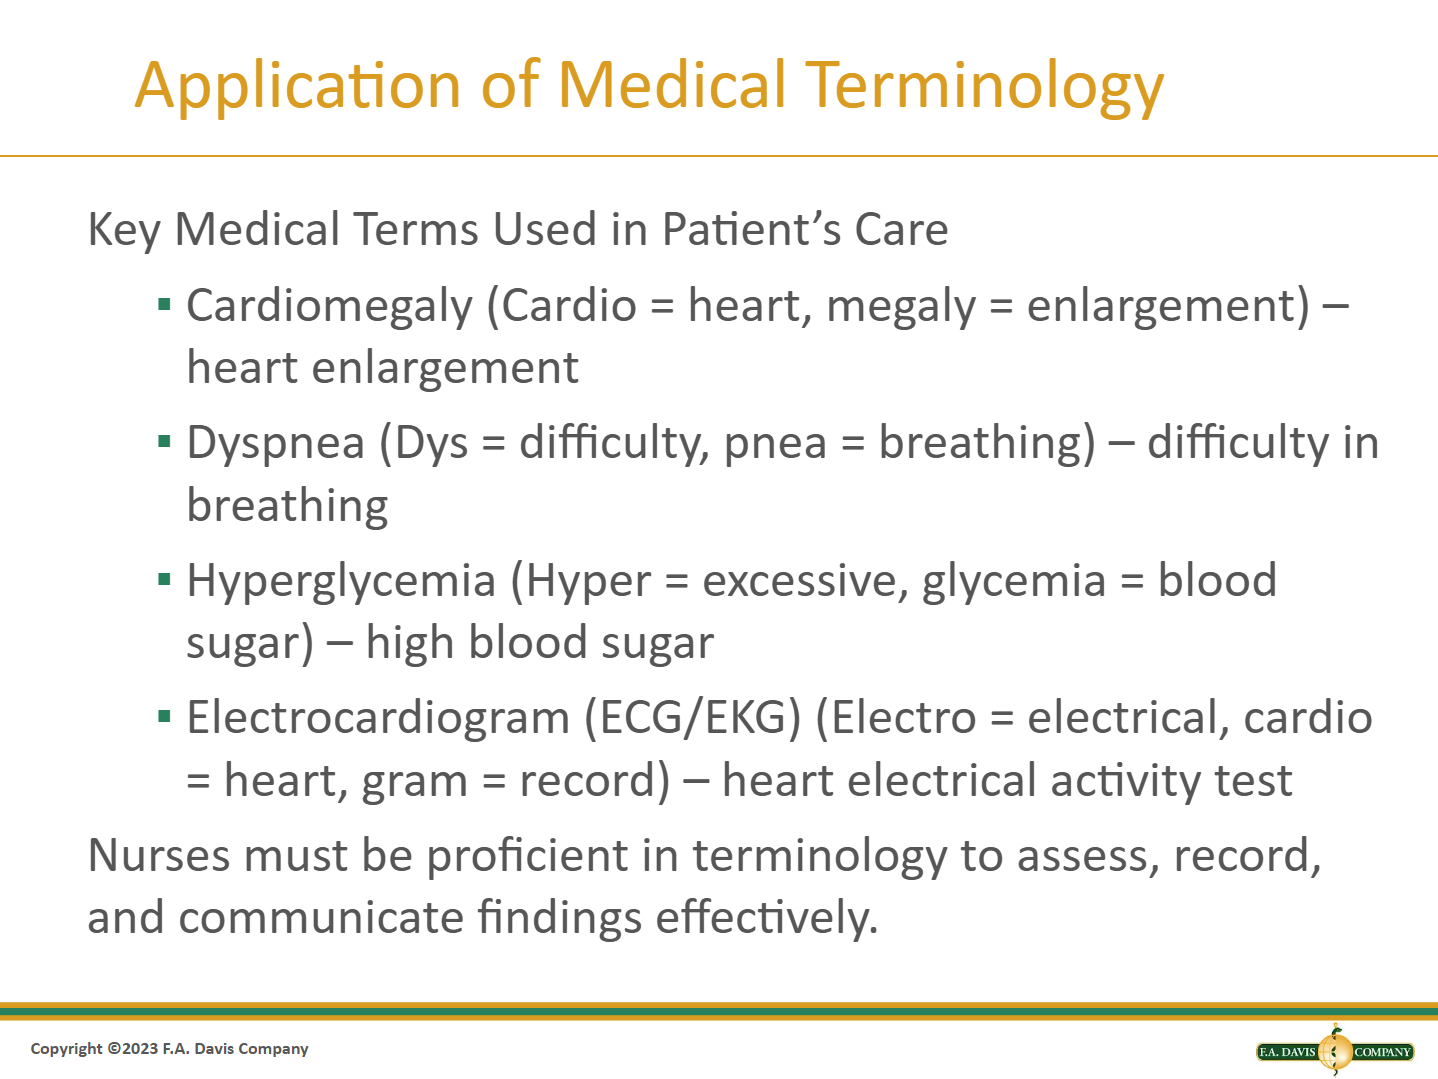 Application of Medical Terminology
Key Medical Terms Used in Patient’s Care
▪ Cardiomegaly (Cardio = heart, megaly = enlargement) –
heart enlargement
▪ Dyspnea (Dys = difficulty, pnea = breathing) – difficulty in
breathing
▪ Hyperglycemia (Hyper = excessive, glycemia = blood
sugar) – high blood sugar
▪ Electrocardiogram (ECG/EKG) (Electro = electrical, cardio
= heart, gram = record) – heart electrical activity test
Nurses must be proficient in terminology to assess, record,
and communicate findings effectively.
Copyright ©2023 F.A. Davis Company
F.A. DAVIS COMPANY